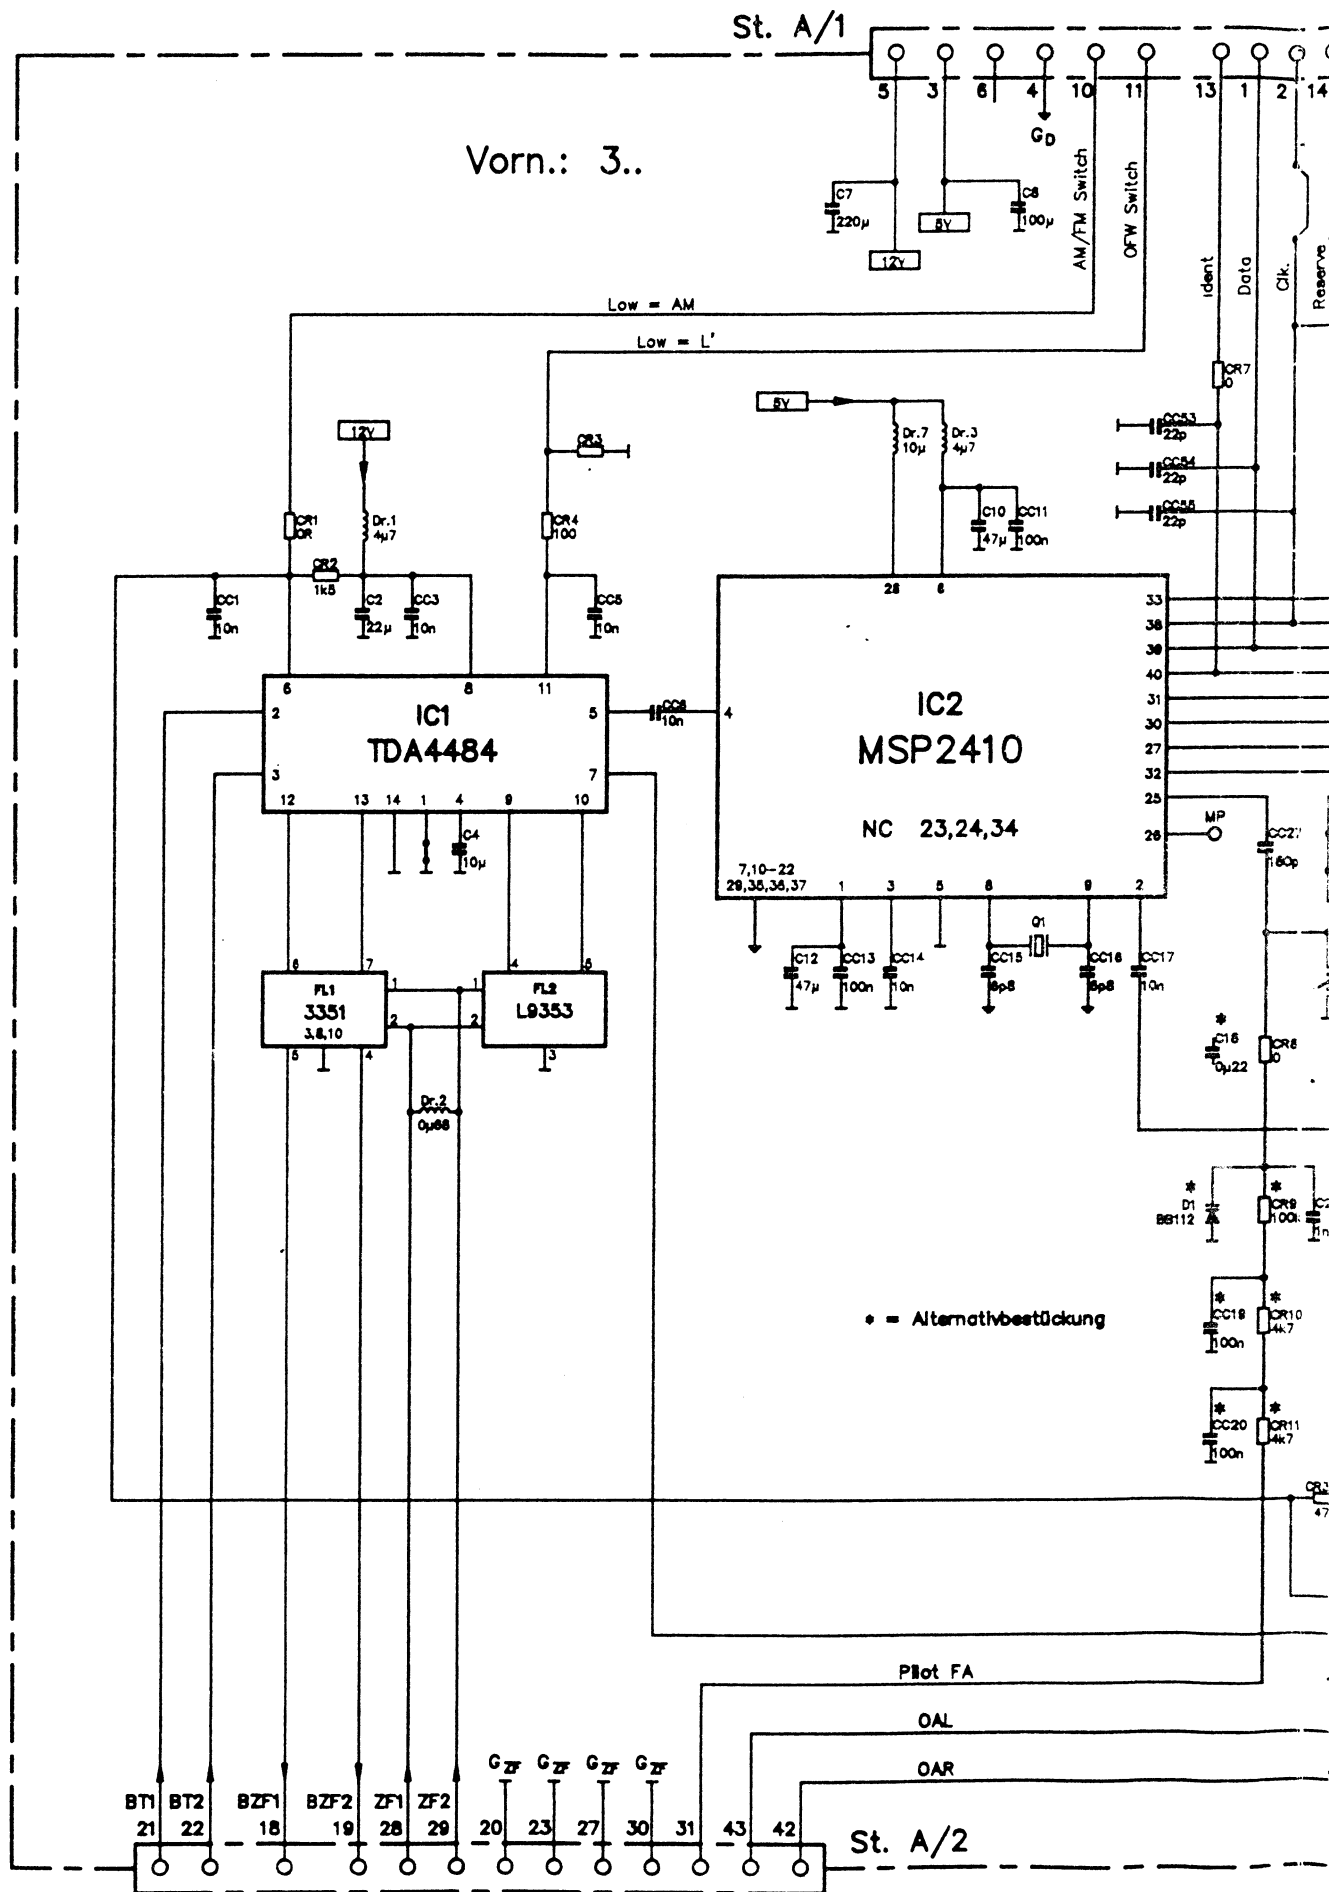 St. A/1
5 3 6 4 10 11 13 1 2 14
G D
Vorn.: 3..
C7
220µ
C8
100µ
5V
12V
AM/FM Switch
OFW Switch
Ident
Data
Clk.
Reserve
Low = AM
Low = L'
CR7
0
5V
12V
CR3
Dr.7
10µ
Dr.3
4µ7
CC53
22p
CC54
22p
CC55
22p
CR1
0R
Dr.1
4µ7
CR4
100
C10
47µ
CC11
100n
CR2
1k5
CC1
10n
C2
22µ
CC3
10n
CC5
10n
28 6
33
38
39
40
31
30
27
32
25
26
6 8 11
2
3
IC1
TDA4484
5
7
CC6
10n
4
IC2
MSP2410
NC 23,24,34
12 13 14 1 4 9 10
C4
10µ
MP
CC27
180p
7,10-22
29,35,36,37
1 3 5 8 9 2
Q1
C12
47µ
CC13
100n
CC14
10n
CC15
6p8
CC16
6p8
CC17
10n
6 7
FL1
3351
3,8,10
1
2
5 4
4 5
1
2
FL2
L9353
3
Dr.2
0µ68
*
C18
0µ22
CR8
0
*
D1
BB112
*
CR9
100k
1n
* = Alternativbestückung
*
CC19
100n
*
CR10
4k7
*
CC20
100n
*
CR11
4k7
47
Pilot FA
OAL
OAR
G ZF G ZF G ZF G ZF
BT1 BT2 BZF1 BZF2 ZF1 ZF2
21 22 18 19 28 29 20 23 27 30 31 43 42
St. A/2